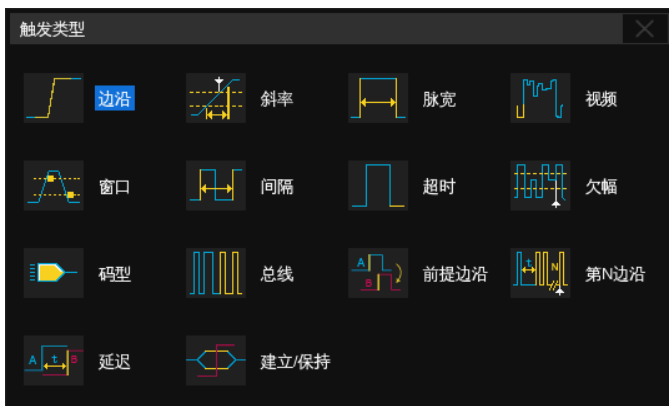 触发类型
边沿 斜率 脉宽 视频
窗口 间隔 超时 欠幅
码型 总线 A B 前提边沿 t N 第N边沿
A t B 延迟 建立/保持